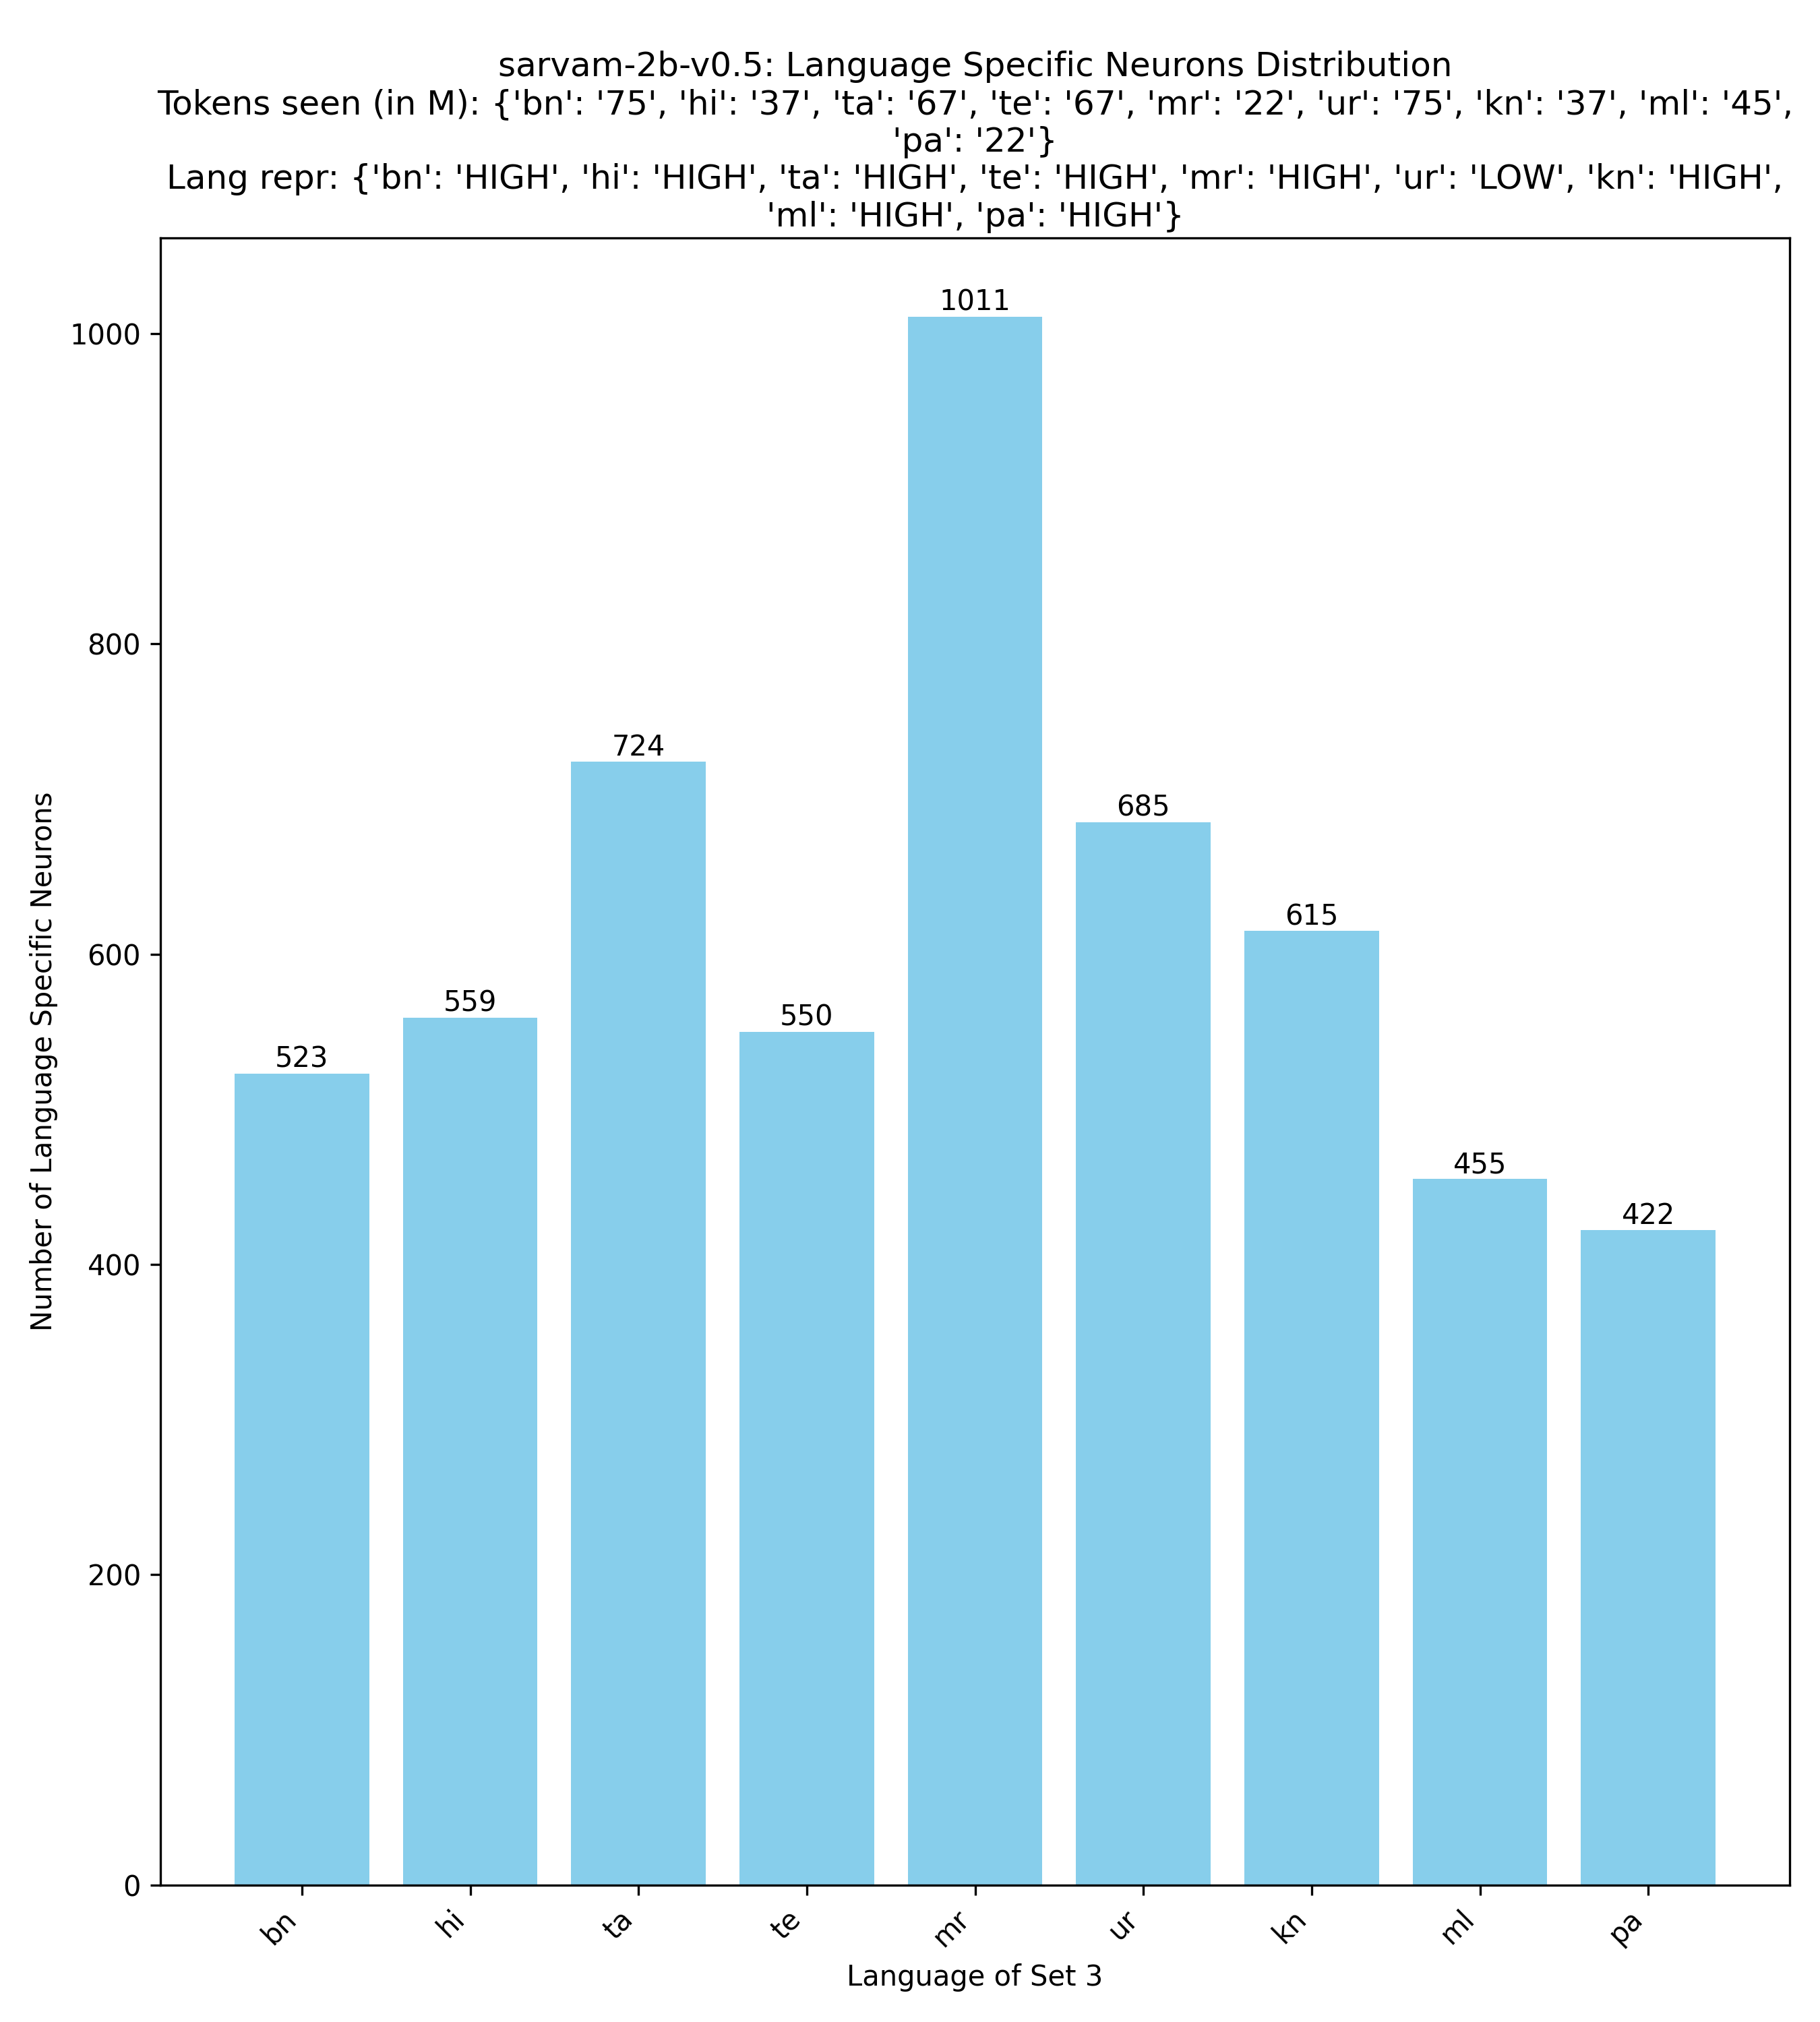 sarvam-2b-v0.5: Language Specific Neurons Distribution
Tokens seen (in M): {'bn': '75', 'hi': '37', 'ta': '67', 'te': '67', 'mr': '22', 'ur': '75', 'kn': '37', 'ml': '45',
'pa': '22'}
Lang repr: {'bn': 'HIGH', 'hi': 'HIGH', 'ta': 'HIGH', 'te': 'HIGH', 'mr': 'HIGH', 'ur': 'LOW', 'kn': 'HIGH',
'ml': 'HIGH', 'pa': 'HIGH'}
Number of Language Specific Neurons
1000
800
600
400
200
0
523
559
724
550
1011
685
615
455
422
bn
hi
ta
te
mr
ur
kn
ml
pa
Language of Set 3